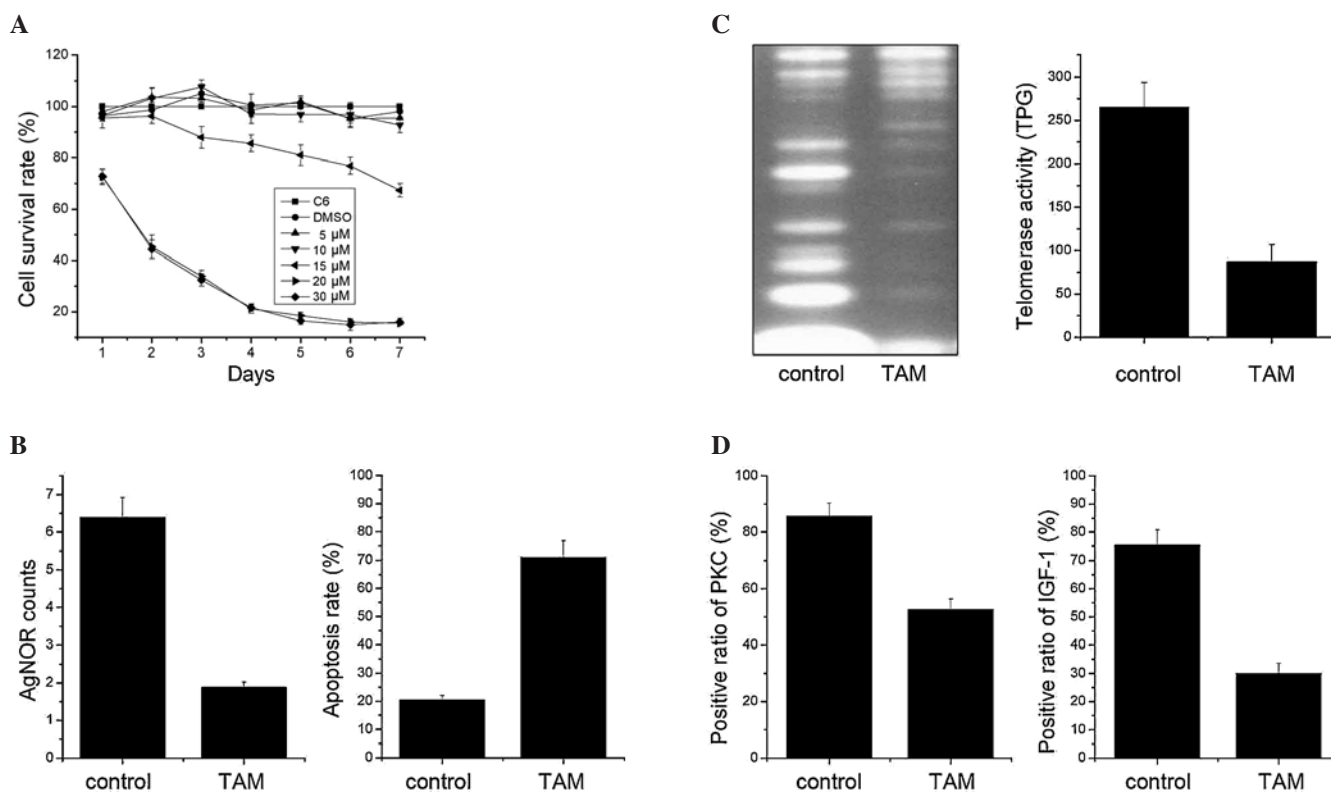 A
Cell survival rate (%)
120
100
80
60
40
20
C6
DMSO
5 µM
10 µM
15 µM
20 µM
30 µM
1 2 3 4 5 6 7
Days
C
control TAM
Telomerase activity (TPG)
300
250
200
150
100
50
0
control TAM
B
AgNOR counts
7
6
5
4
3
2
1
0
control TAM
Apoptosis rate (%)
100
90
80
70
60
50
40
30
20
10
0
control TAM
D
Positive ratio of PKC (%)
100
80
60
40
20
0
control TAM
Positive ratio of IGF-1 (%)
100
90
80
70
60
50
40
30
20
10
0
control TAM